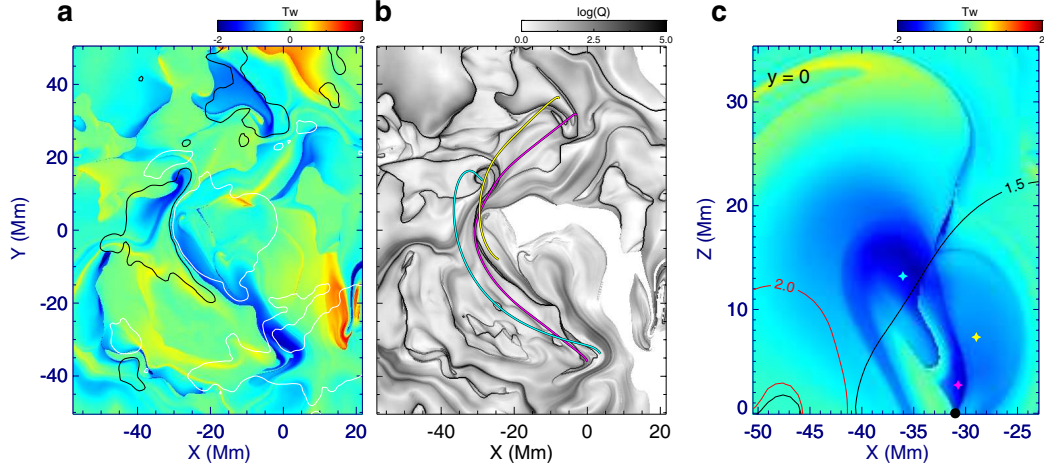 a
Tw
-2 0 2
b
log(Q)
0.0 2.5 5.0
c
Tw
-2 0 2
40
20
0
-20
-40
Y (Mm)
-40 -20 0 20
X (Mm)
-40 -20 0 20
X (Mm)
y = 0
1.5
2.0
30
20
10
0
Z (Mm)
-50 -45 -40 -35 -30 -25
X (Mm)